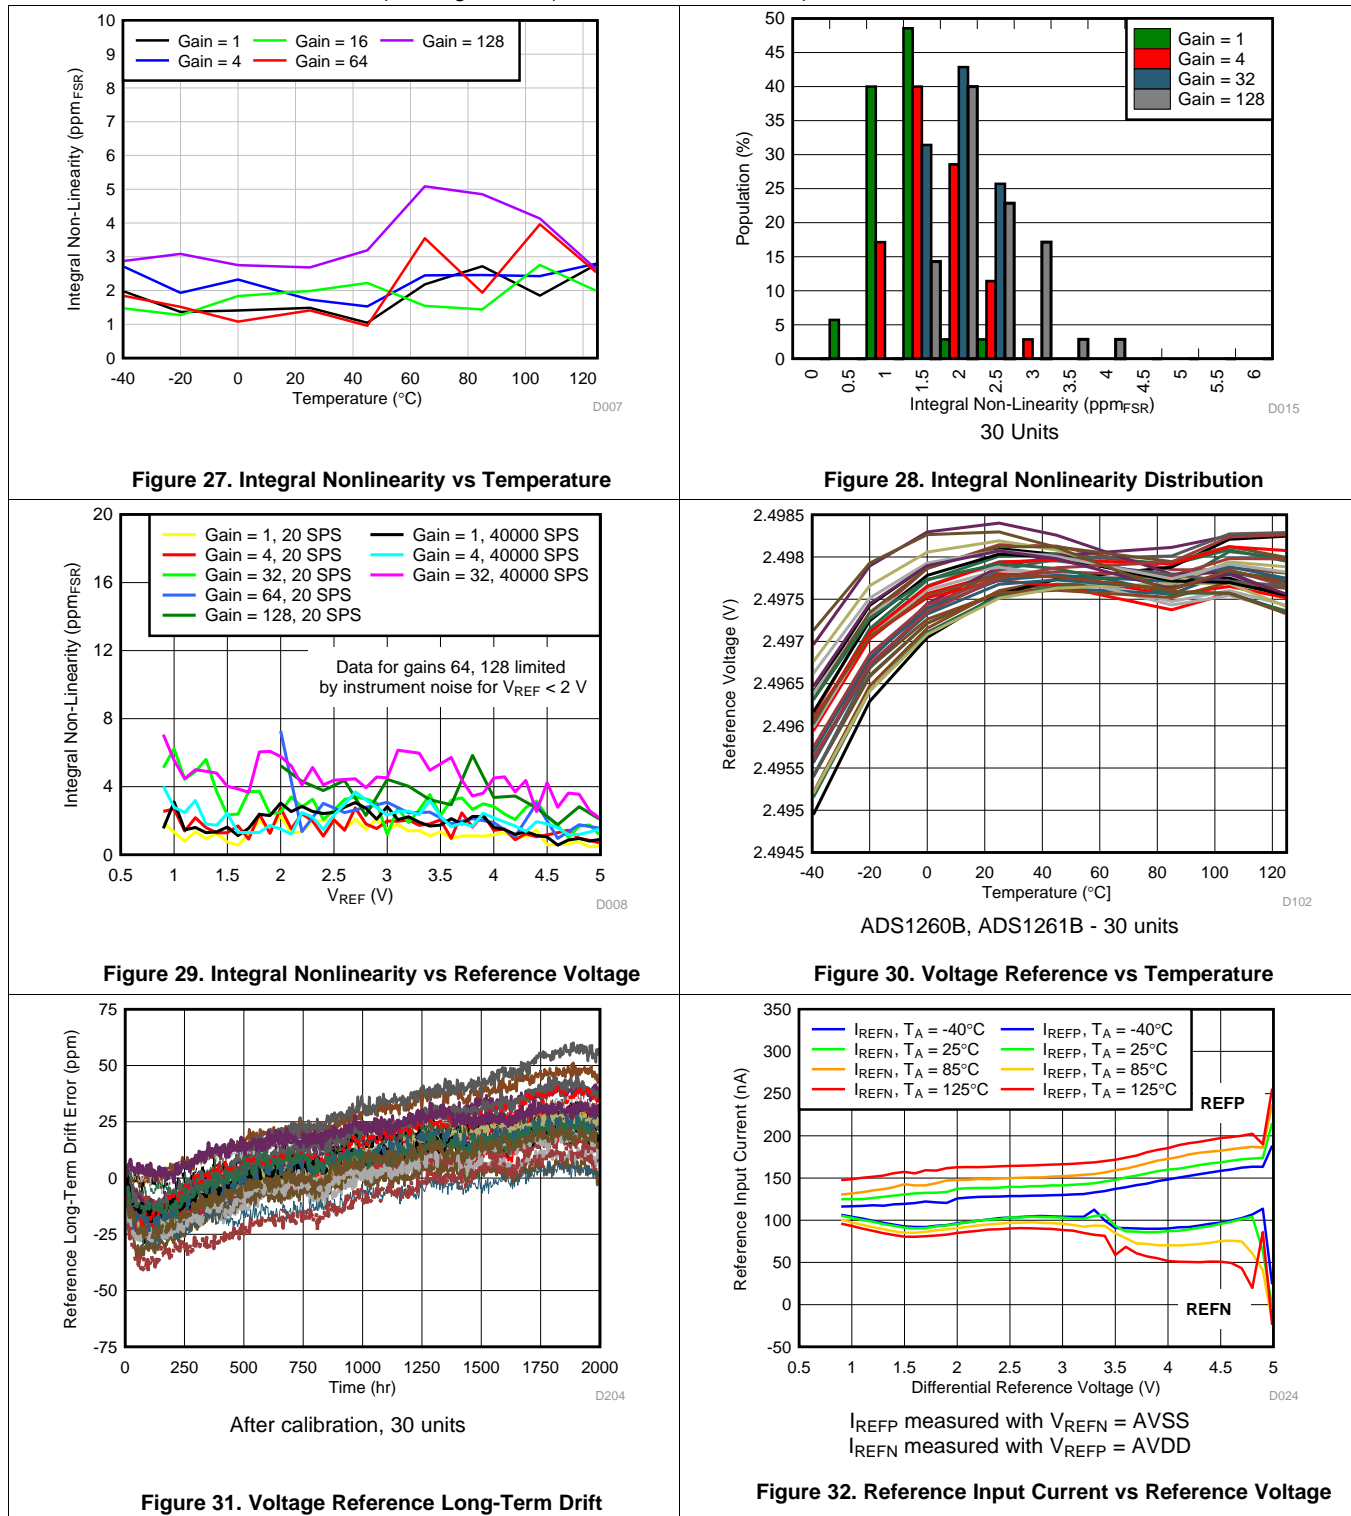 10
9
8
7
6
5
4
3
2
1
0
Integral Non-Linearity (ppmFSR)
Gain = 1
Gain = 16
Gain = 128
Gain = 4
Gain = 64
-40 -20 0 20 40 60 80 100 120
Temperature (°C)
D007
Figure 27. Integral Nonlinearity vs Temperature
50
45
40
35
30
25
20
15
10
5
0
Population (%)
Gain = 1
Gain = 4
Gain = 32
Gain = 128
0 0.5 1 1.5 2 2.5 3 3.5 4 4.5 5 5.5 6
Integral Non-Linearity (ppmFSR)
D015
30 Units
Figure 28. Integral Nonlinearity Distribution
20
16
12
8
4
0
Integral Non-Linearity (ppmFSR)
Gain = 1, 20 SPS
Gain = 1, 40000 SPS
Gain = 4, 20 SPS
Gain = 4, 40000 SPS
Gain = 32, 20 SPS
Gain = 32, 40000 SPS
Gain = 64, 20 SPS
Gain = 128, 20 SPS
Data for gains 64, 128 limited
by instrument noise for VREF < 2 V
0.5 1 1.5 2 2.5 3 3.5 4 4.5 5
VREF (V)
D008
Figure 29. Integral Nonlinearity vs Reference Voltage
2.4985
2.498
2.4975
2.497
2.4965
2.496
2.4955
2.495
2.4945
Reference Voltage (V)
-40 -20 0 20 40 60 80 100 120
Temperature (°C]
D102
ADS1260B, ADS1261B - 30 units
Figure 30. Voltage Reference vs Temperature
75
50
25
0
-25
-50
-75
Reference Long-Term Drift Error (ppm)
0 250 500 750 1000 1250 1500 1750 2000
Time (hr)
D204
After calibration, 30 units
Figure 31. Voltage Reference Long-Term Drift
350
300
250
200
150
100
50
0
-50
Reference Input Current (nA)
IREFN, TA = -40°C
IREFP, TA = -40°C
IREFN, TA = 25°C
IREFP, TA = 25°C
IREFN, TA = 85°C
IREFP, TA = 85°C
IREFN, TA = 125°C
IREFP, TA = 125°C
REFP
REFN
0.5 1 1.5 2 2.5 3 3.5 4 4.5 5
Differential Reference Voltage (V)
D024
IREFP measured with VREFN = AVSS
IREFN measured with VREFP = AVDD
Figure 32. Reference Input Current vs Reference Voltage